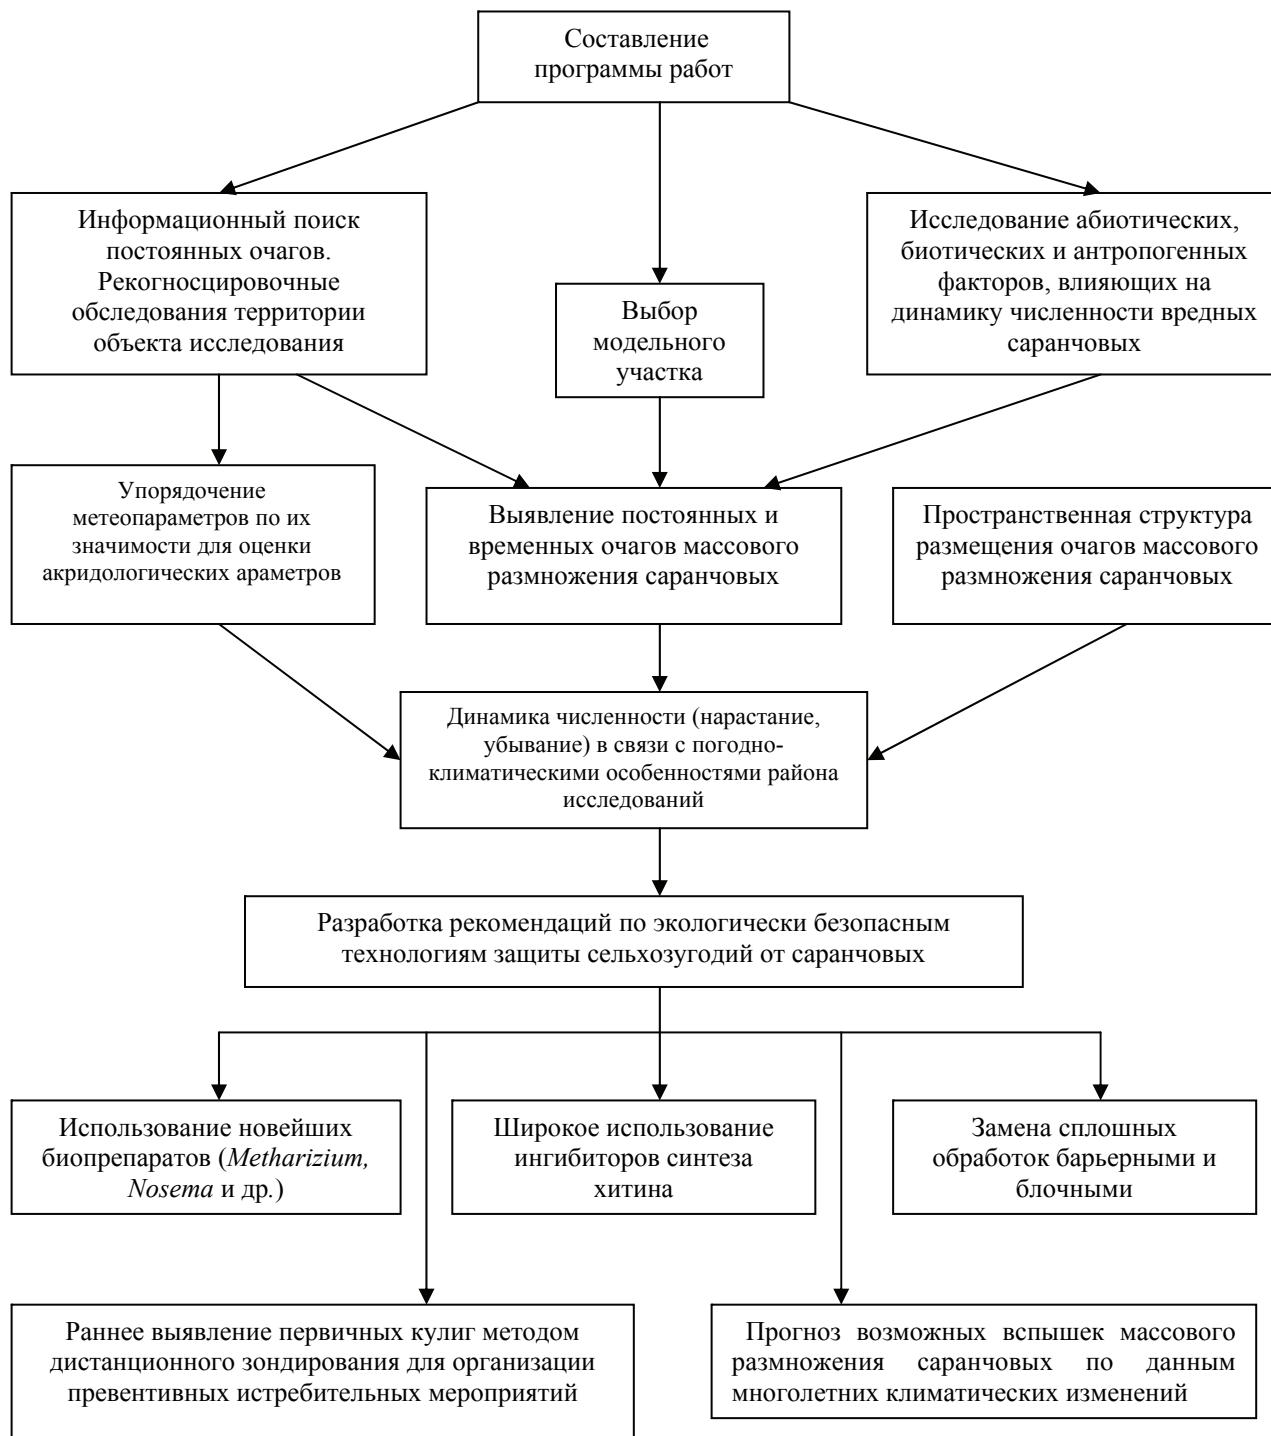 Составление
программы работ
Информационный поиск
постоянных очагов.
Рекогносцировочные
обследования территории
объекта исследования
Выбор
модельного
участка
Исследование абиотических,
биотических и антропогенных
факторов, влияющих на
динамику численности вредных
саранчовых
Упорядочение
метеопараметров по их
значимости для оценки
акридологических араметров
Выявление постоянных и
временных очагов массового
размножения саранчовых
Пространственная структура
размещения очагов массового
размножения саранчовых
Динамика численности (нарастание,
убывание) в связи с погодно-
климатическими особенностями района
исследований
Разработка рекомендаций по экологически безопасным
технологиям защиты сельхозугодий от саранчовых
Использование новейших
биопрепаратов (Metharizium,
Nosema и др.)
Широкое использование
ингибиторов синтеза
хитина
Замена сплошных
обработок барьерными и
блочными
Раннее выявление первичных кулиг методом
дистанционного зондирования для организации
превентивных истребительных мероприятий
Прогноз возможных вспышек массового
размножения саранчовых по данным
многолетних климатических изменений